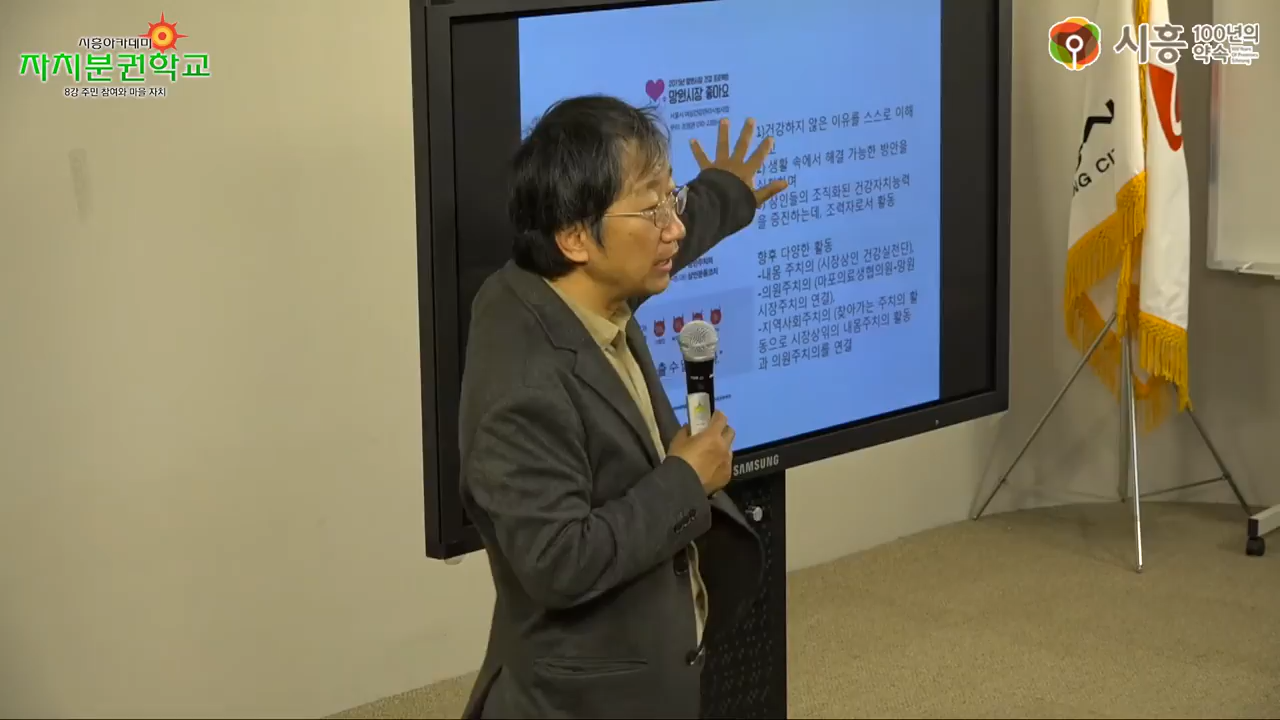 시흥아카데미
자치분권학교
8강 주민 참여와 마을 자치
시흥 100년의
약속
망원시장 좋아요
1)건강하지 않은 이유를 스스로 이해
고
생활 속에서 해결 가능한 방안을
며
상인들의 조직화된 건강자치능력
을 증진하는데, 조력자로서 활동
향후 다양한 활동
-내몸 주치의 (시장상인 건강실천단),
-의원주치의 (마포의료생협의원-망원
시장주치의 연결),
-지역사회주치의 (찾아가는 주치의 활
동으로 시장상위의 내몸주치의 활동
과 의원주치의를 연결
SAMSUNG
NG CIT